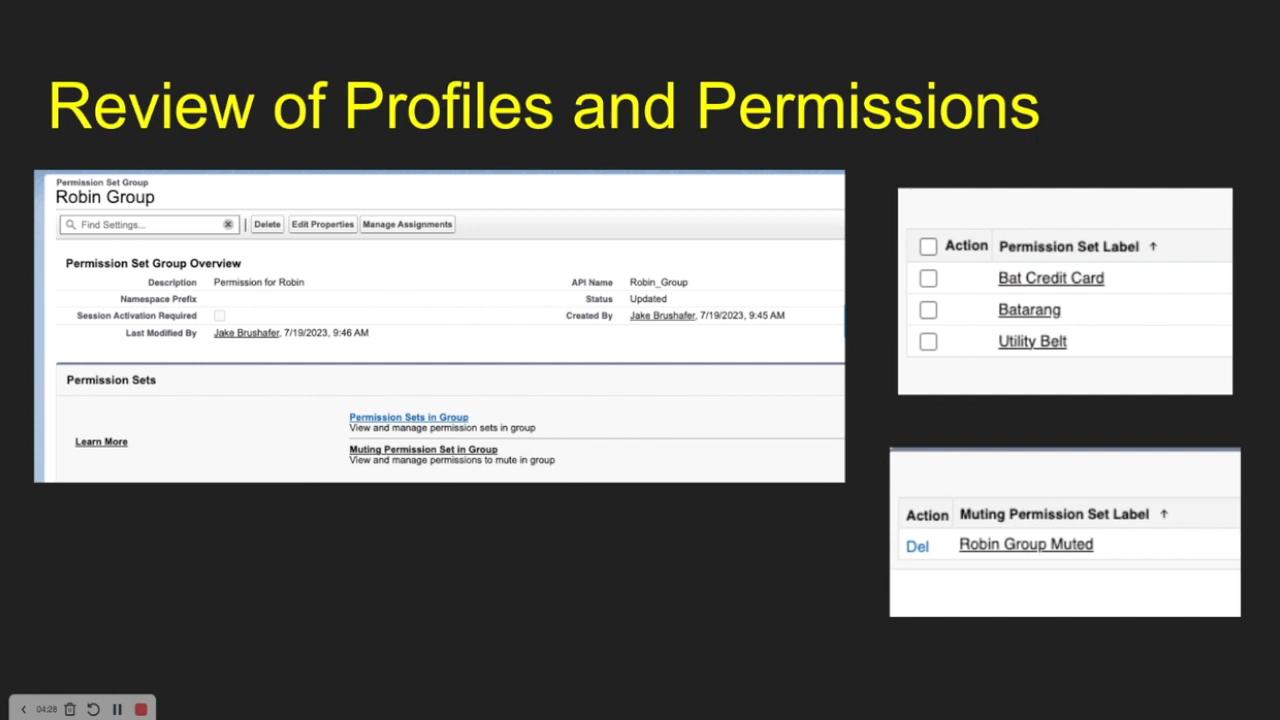 Review of Profiles and Permissions
Permission Set Group
Robin Group
Find Settings... Delete Edit Properties Manage Assignments
Permission Set Group Overview
Description Permission for Robin API Name Robin_Group
Namespace Prefix Status Updated
Session Activation Required Created By Jake Brushafer, 7/19/2023, 9:45 AM
Last Modified By Jake Brushafer, 7/19/2023, 9:46 AM
Permission Sets
Permission Sets in Group
View and manage permission sets in group
Learn More
Muting Permission Set in Group
View and manage permissions to mute in group
Action Permission Set Label ↑
Bat Credit Card
Batarang
Utility Belt
Action Muting Permission Set Label ↑
Del Robin Group Muted
04:28